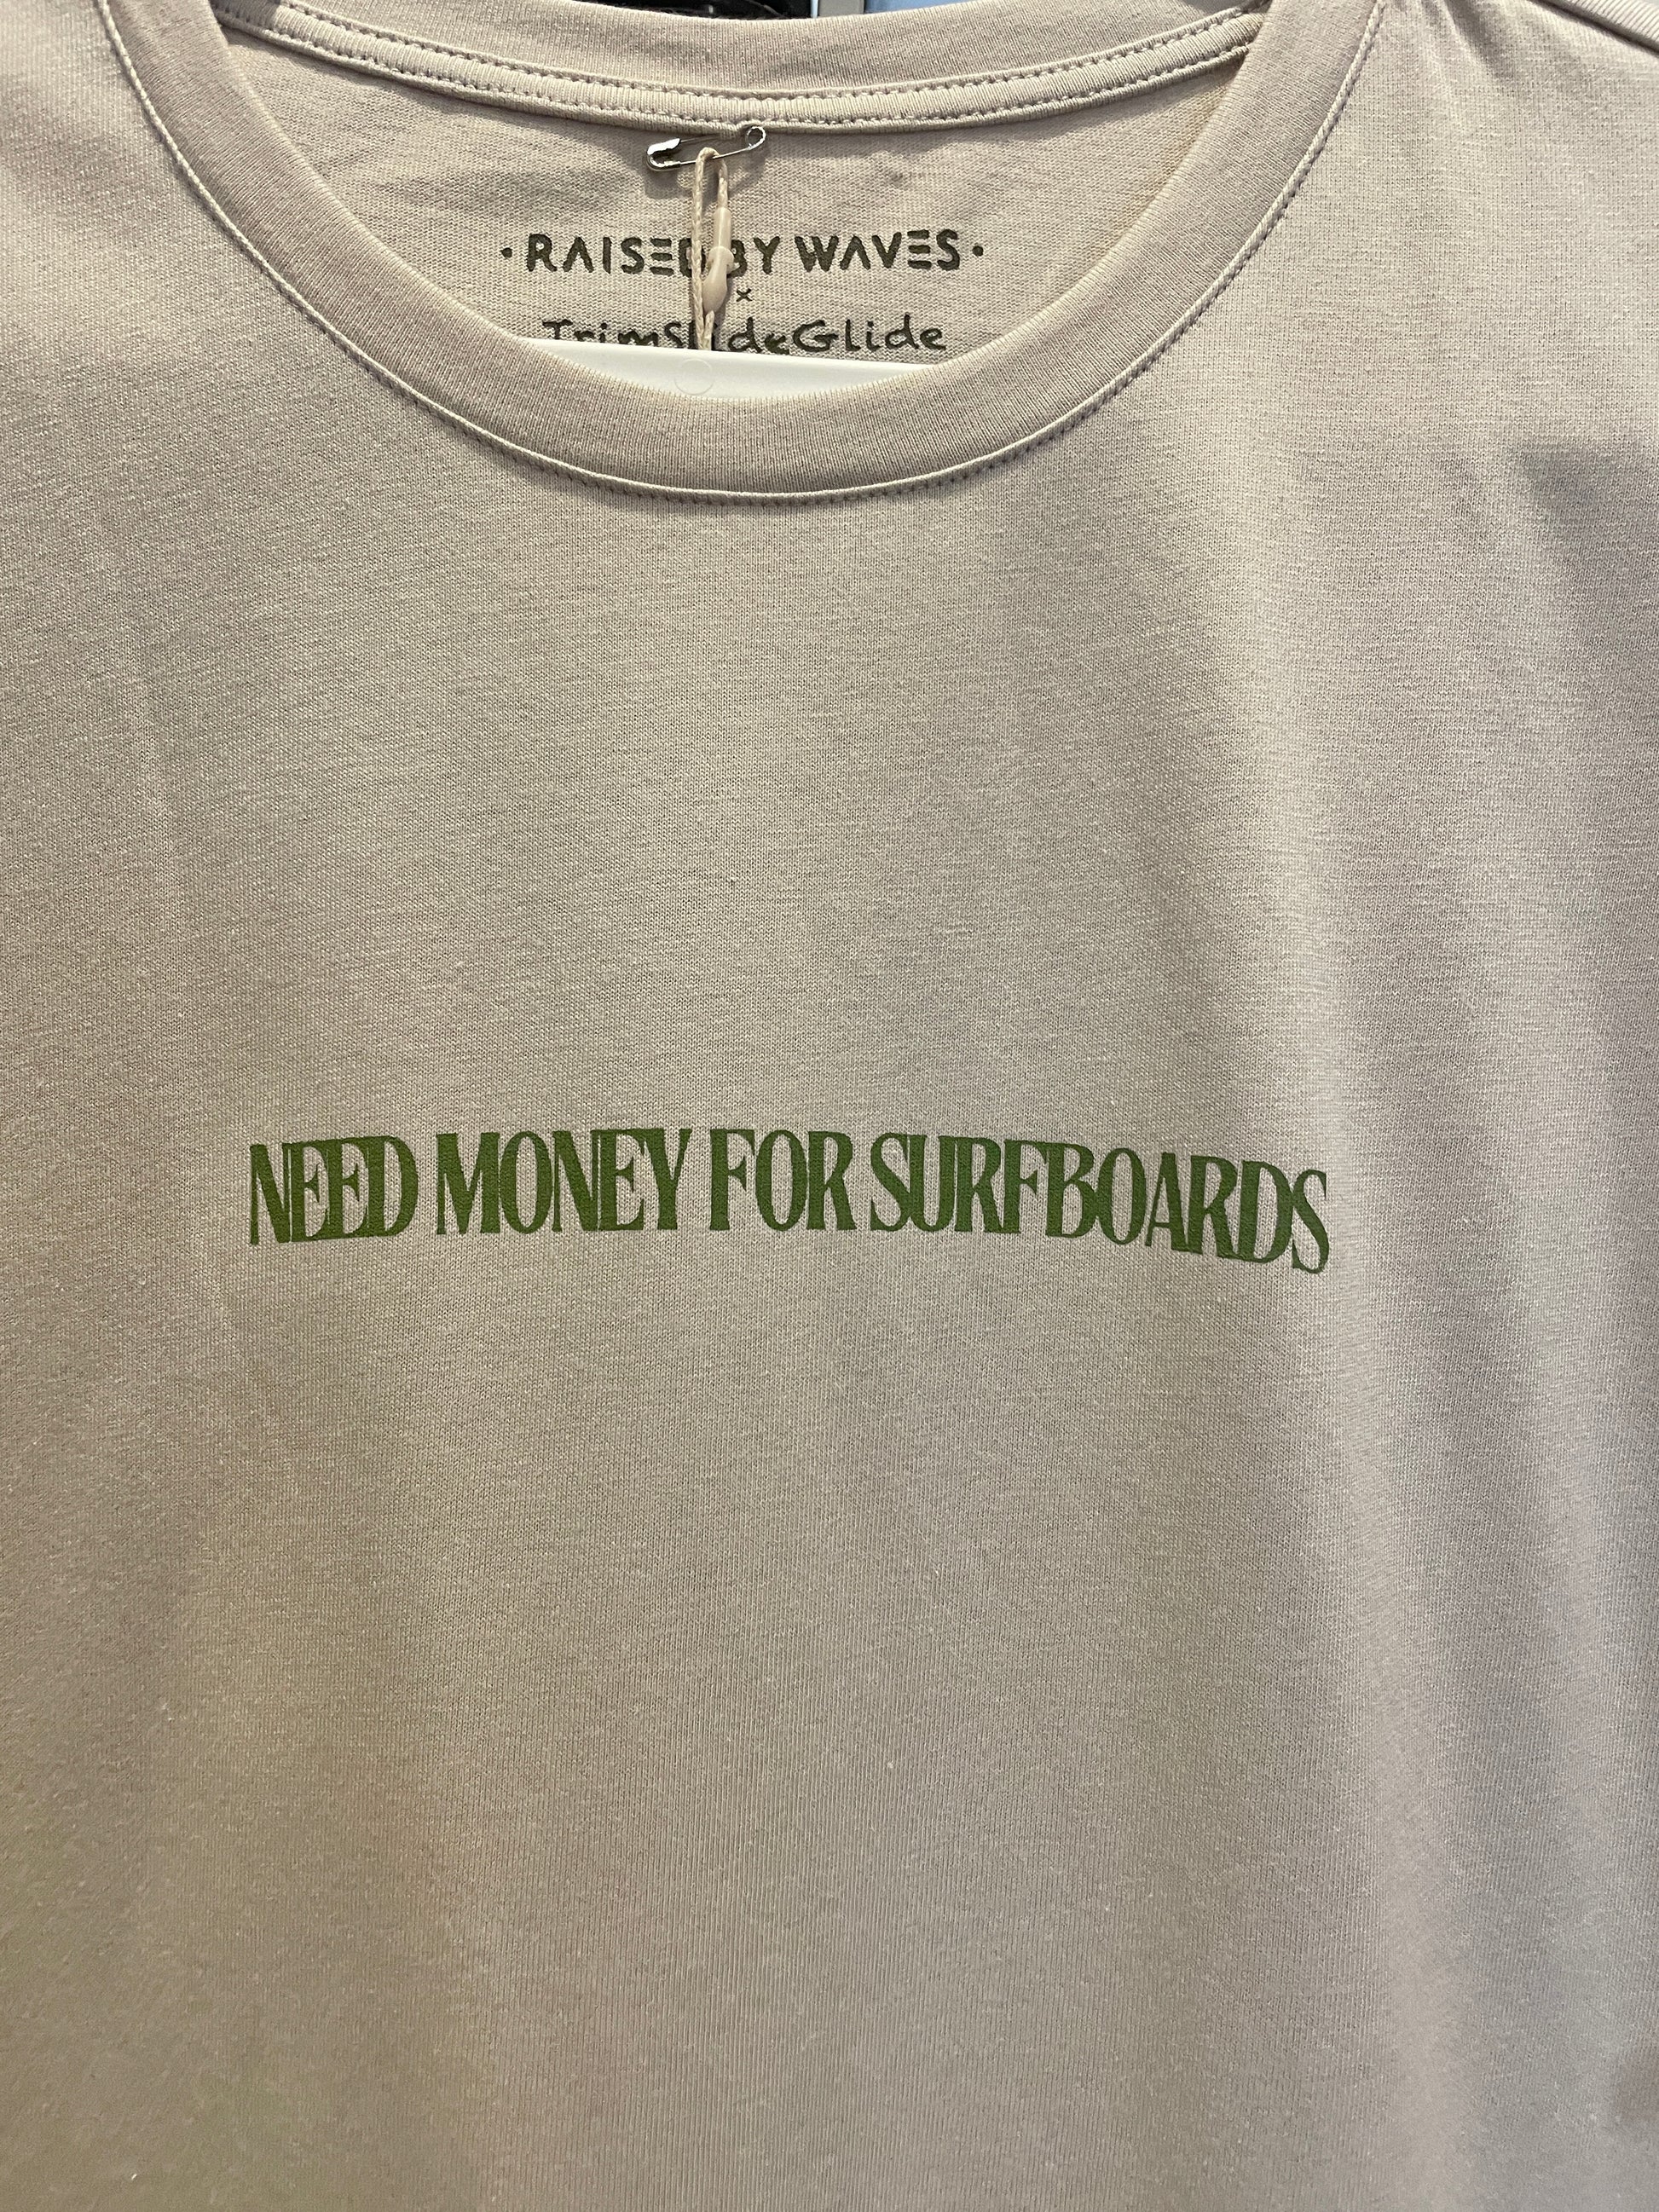 • RAISED BY WAVES •
x
TrimSlideGlide
NEED MONEY FOR SURFBOARDS